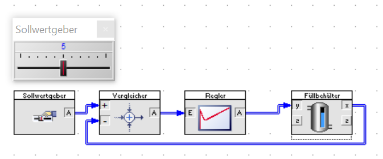 Sollwertgeber
5
Sollwertgeber
A
Vergleicher
+
-
A
Regler
E
A
Füllbehälter
y
x
z
z